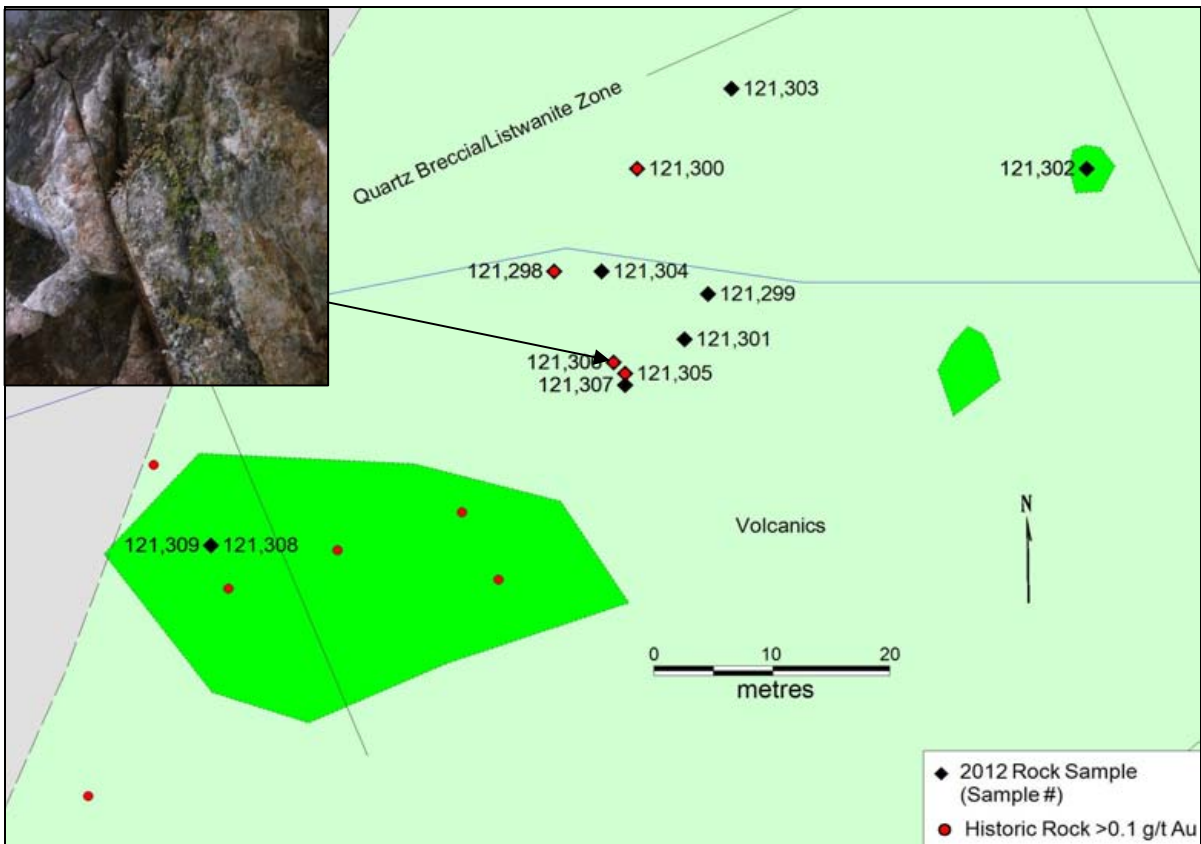 121,303
Quartz Breccia/Listwanite Zone
121,300
121,302
121,298
121,304
121,299
121,301
121,306
121,305
121,307
N
Volcanics
121,309
121,308
0 10 20
metres
2012 Rock Sample
(Sample #)
Historic Rock >0.1 g/t Au